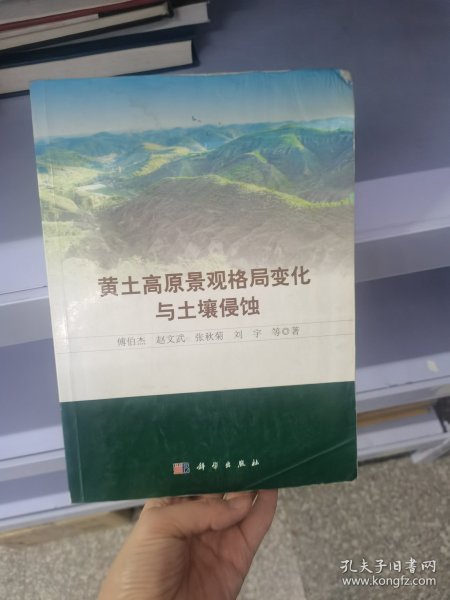 黄土高原景观格局变化
与土壤侵蚀
傅伯杰 赵文武 张秋菊 刘 宇 等◎著
科学出版社
孔夫子旧书网
www.kongfz.com